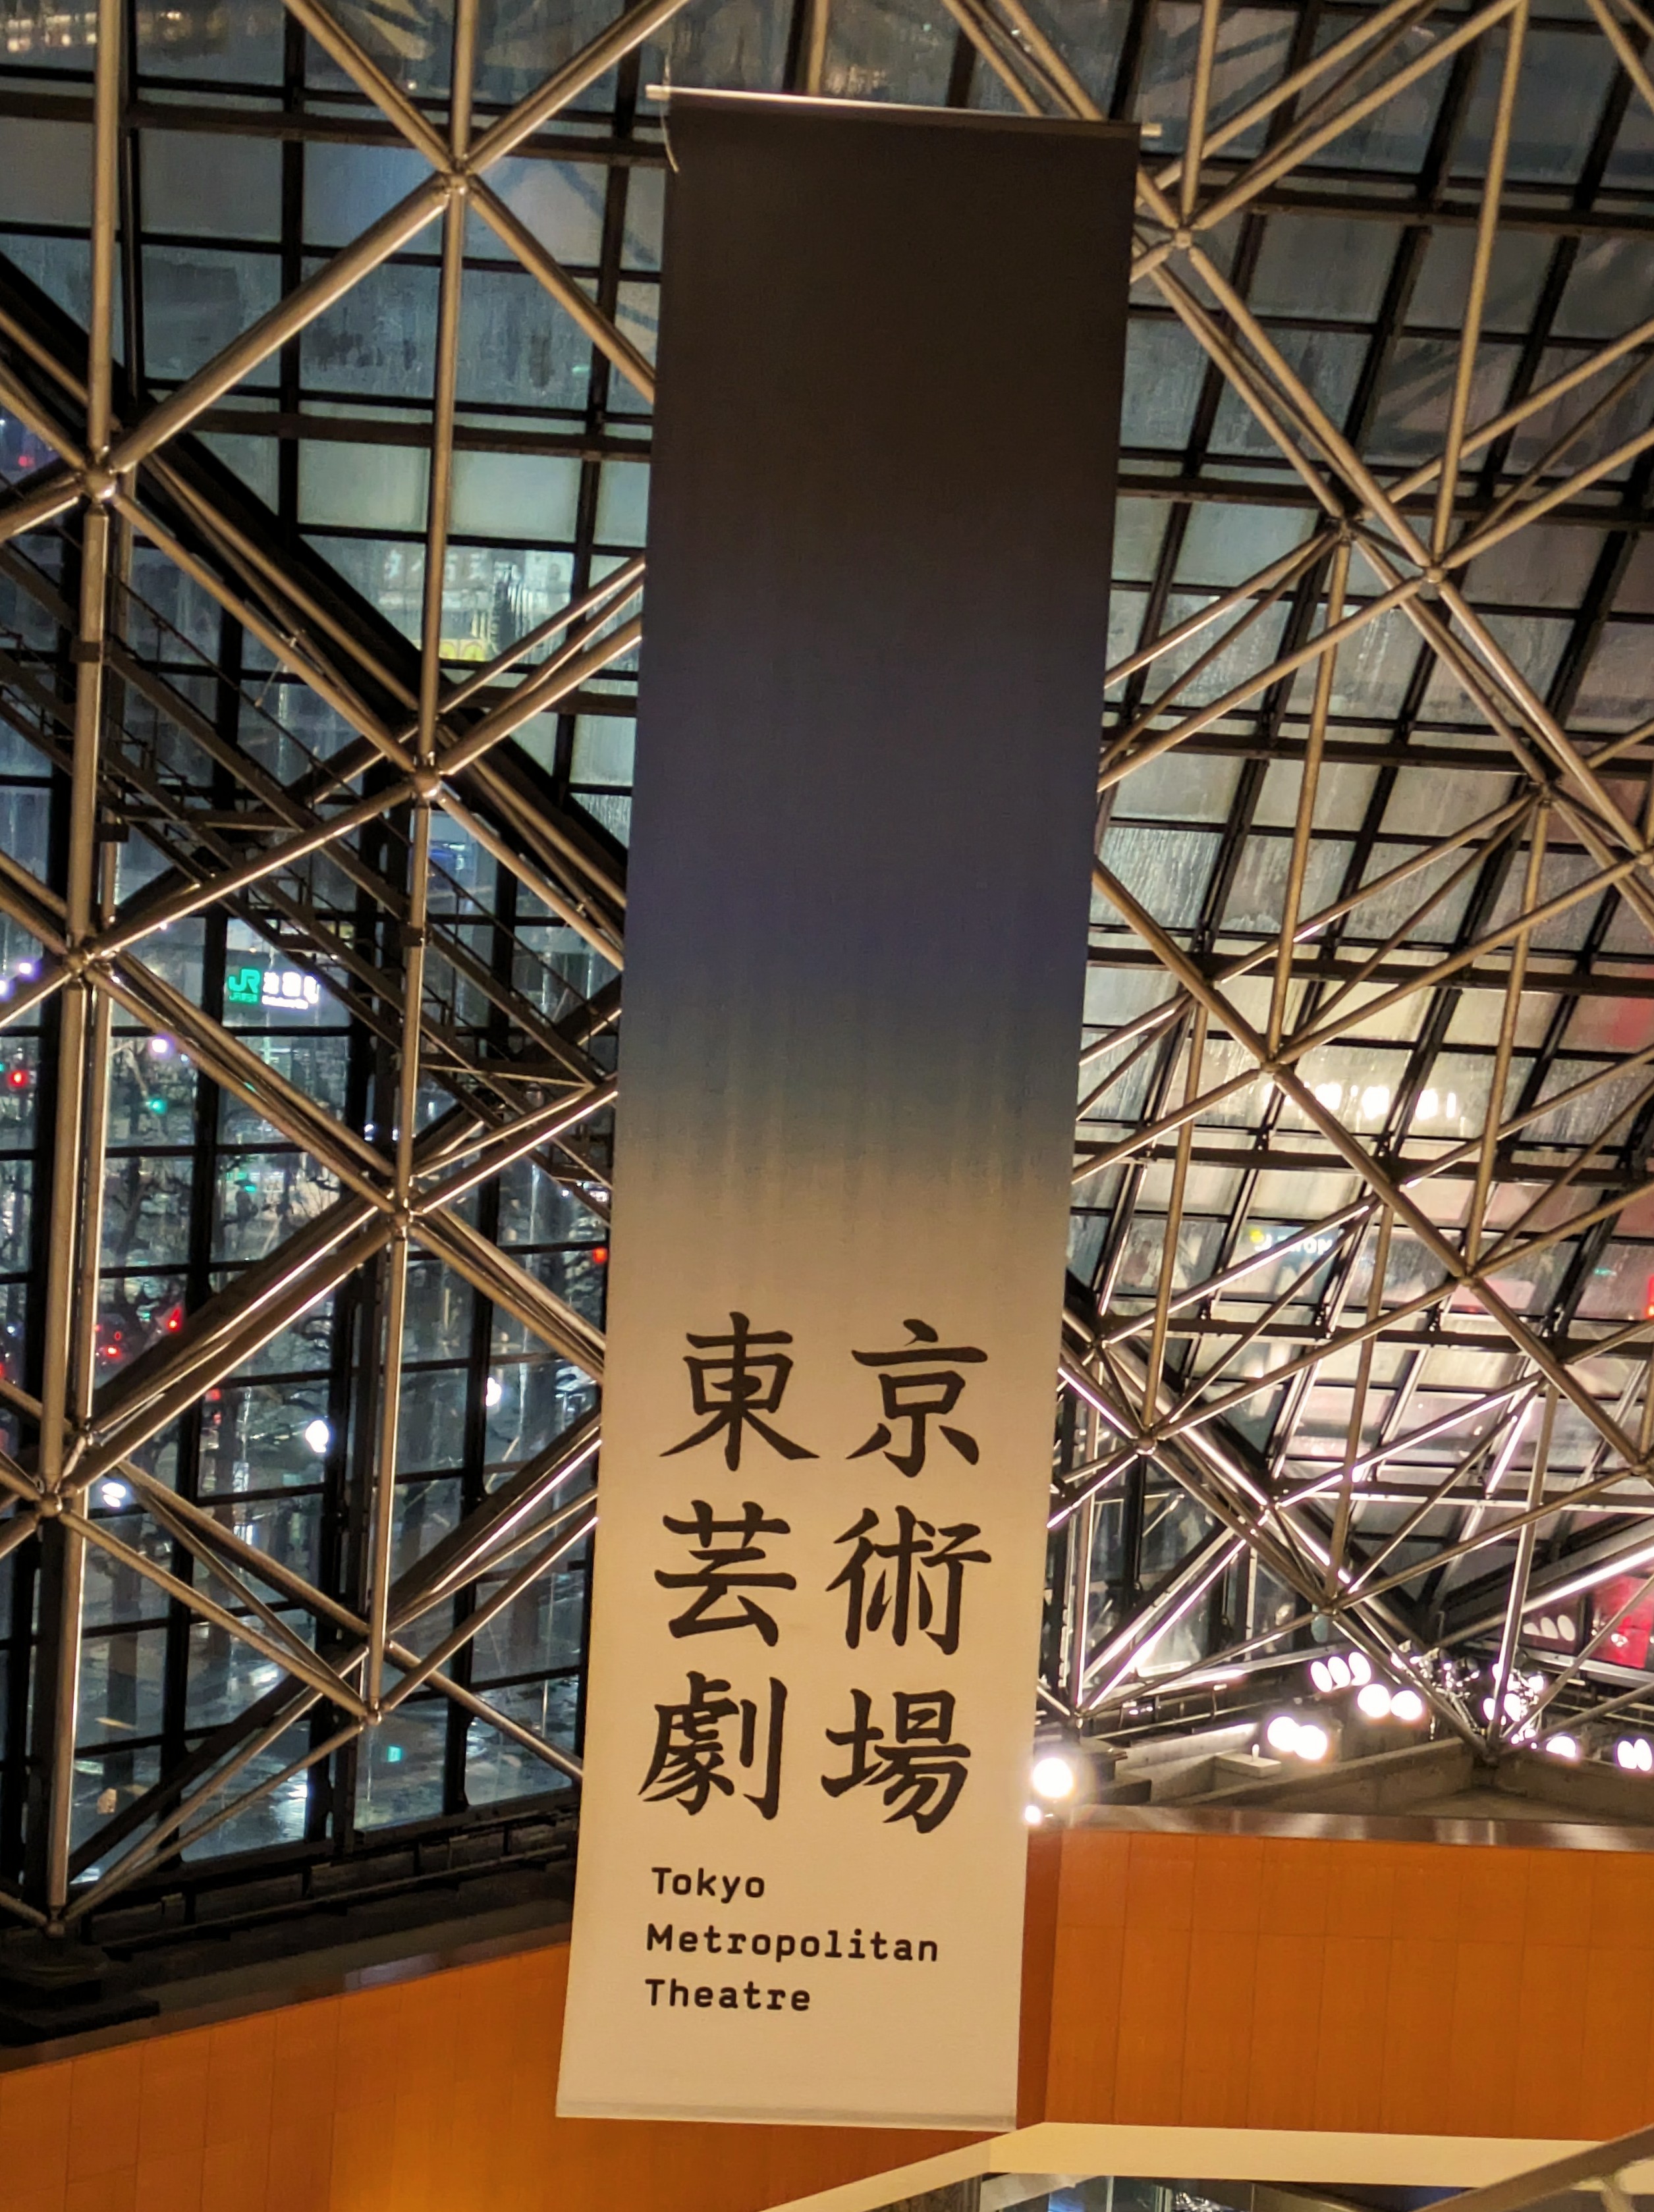 東京
芸術
劇場
Tokyo
Metropolitan
Theatre
JR